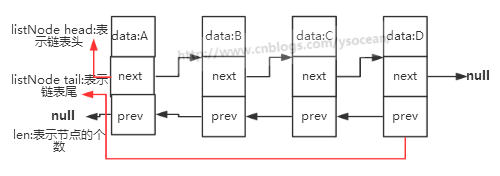 listNode head:表
示链表头
data:A
data:B
data:C
data:D
http://www.cnblogs.com/ysocean/
next
next
next
next
null
listNode tail:表示
链表尾
null
prev
prev
prev
prev
len:表示节点的个
数